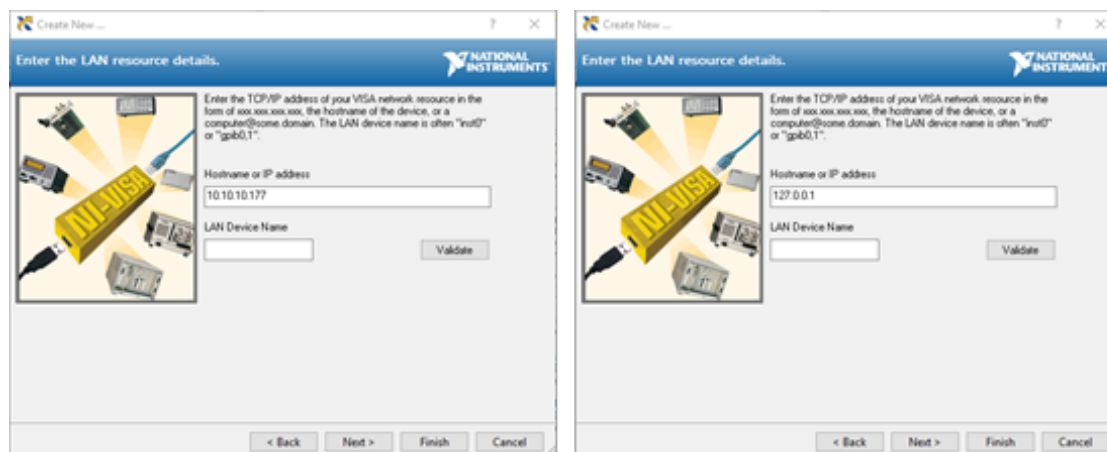 Create New ...
Enter the LAN resource details.
NATIONAL
INSTRUMENTS
Enter the TCP/IP address of your VISA network resource in the
form of xxx.xxx.xxx.xxx, the hostname of the device, or a
computer@some.domain. The LAN device name is often "inst0"
or "gpib0,1".
NI-VISA
Hostname or IP address
10.10.10.177
LAN Device Name
Validate
< Back
Next >
Finish
Cancel
Create New ...
Enter the LAN resource details.
NATIONAL
INSTRUMENT
Enter the TCP/IP address of your VISA network resource in the
form of xxx.xxx.xxx.xxx, the hostname of the device, or a
computer@some.domain. The LAN device name is often "inst0"
or "gpib0,1".
NI-VISA
Hostname or IP address
127.0.0.1
LAN Device Name
Validate
< Back
Next >
Finish
Cancel